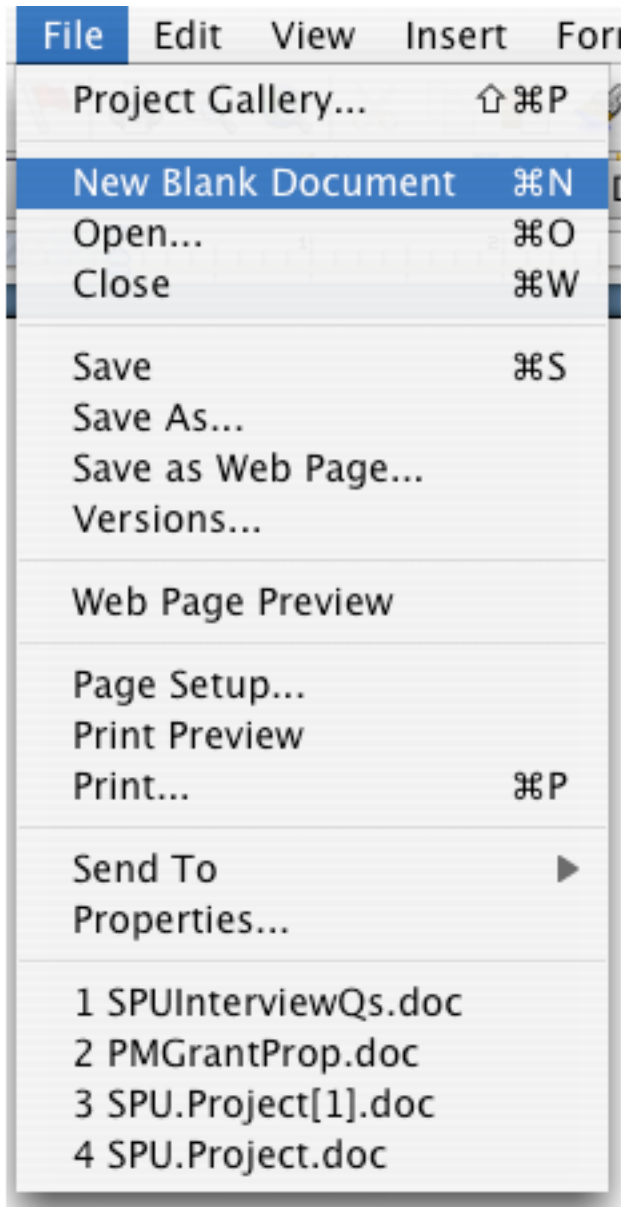 File Edit View Insert
Project Gallery... ⇧⌘P
New Blank Document ⌘N
Open... ⌘O
Close ⌘W
Save ⌘S
Save As...
Save as Web Page...
Versions...
Web Page Preview
Page Setup...
Print Preview
Print... ⌘P
Send To ▶
Properties...
1 SPUInterviewQs.doc
2 PMGrantProp.doc
3 SPU.Project[1].doc
4 SPU.Project.doc